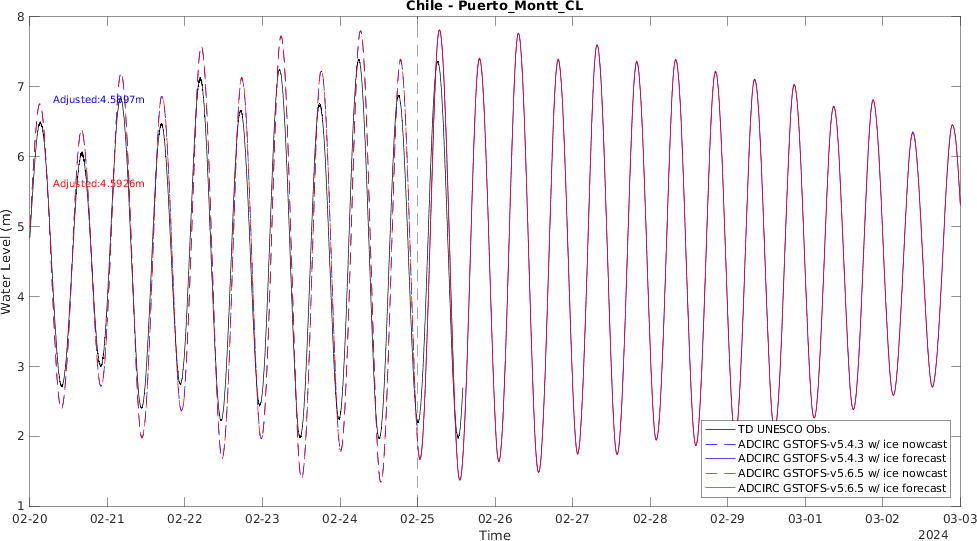 Chile - Puerto_Montt_CL
8
7
6
5
4
3
2
1
Water Level (m)
Adjusted:4.5897m
Adjusted:4.5926m
TD UNESCO Obs.
ADCIRC GSTOFS-v5.4.3 w/ ice nowcast
ADCIRC GSTOFS-v5.4.3 w/ ice forecast
ADCIRC GSTOFS-v5.6.5 w/ ice nowcast
ADCIRC GSTOFS-v5.6.5 w/ ice forecast
02-20 02-21 02-22 02-23 02-24 02-25 02-26 02-27 02-28 02-29 03-01 03-02 03-03
Time
2024